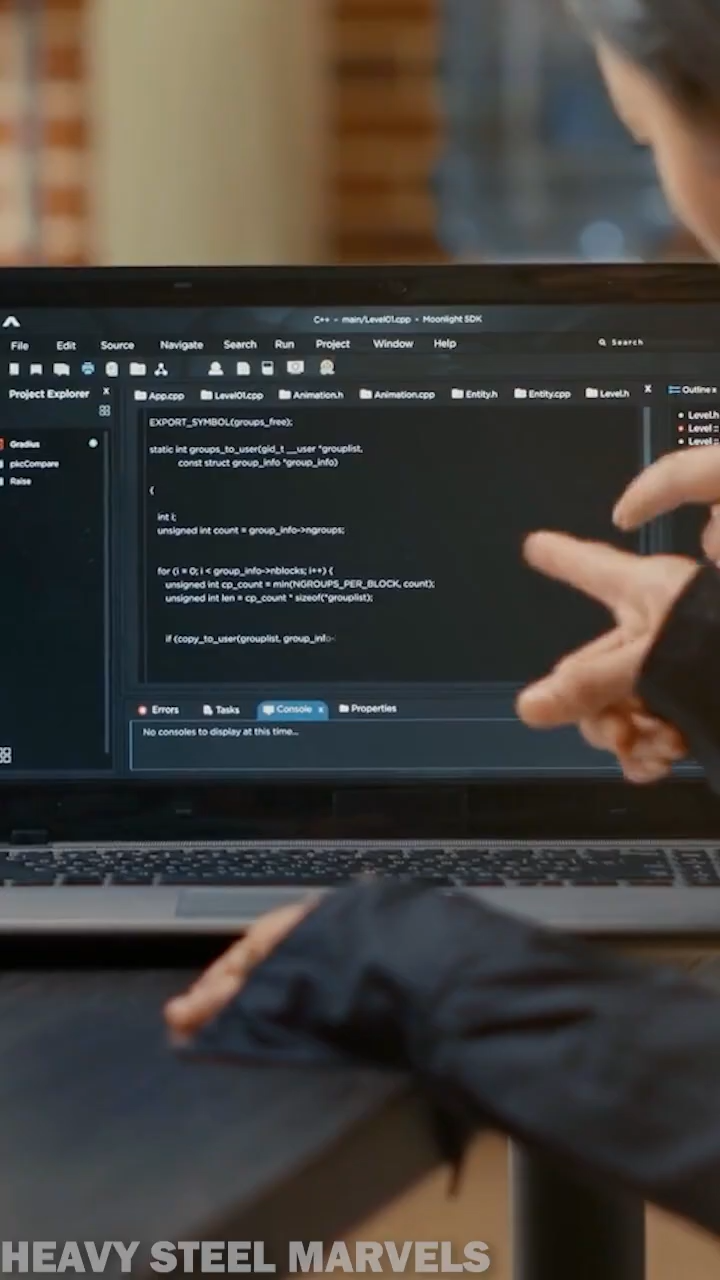 C++ - main/Level01.cpp - Moonlight SDK
File Edit Source Navigate Search Run Project Window Help Search
Project Explorer X
App.cpp Level01.cpp Animation.h Animation.cpp Entity.h Entity.cpp Level.h X Outline x
Gradius
pkcCompare
Raise
EXPORT_SYMBOL(groups_free);
static int groups_to_user(gid_t __user *grouplist,
const struct group_info *group_info)
{
int i;
unsigned int count = group_info->ngroups;
for (i = 0; i < group_info->nblocks; i++) {
unsigned int cp_count = min(NGROUPS_PER_BLOCK, count);
unsigned int len = cp_count * sizeof(*grouplist);
if (copy_to_user(grouplist, group_info-
Level.h
Level ::
Level ::
Errors Tasks Console x Properties
No consoles to display at this time...
HEAVY STEEL MARVELS